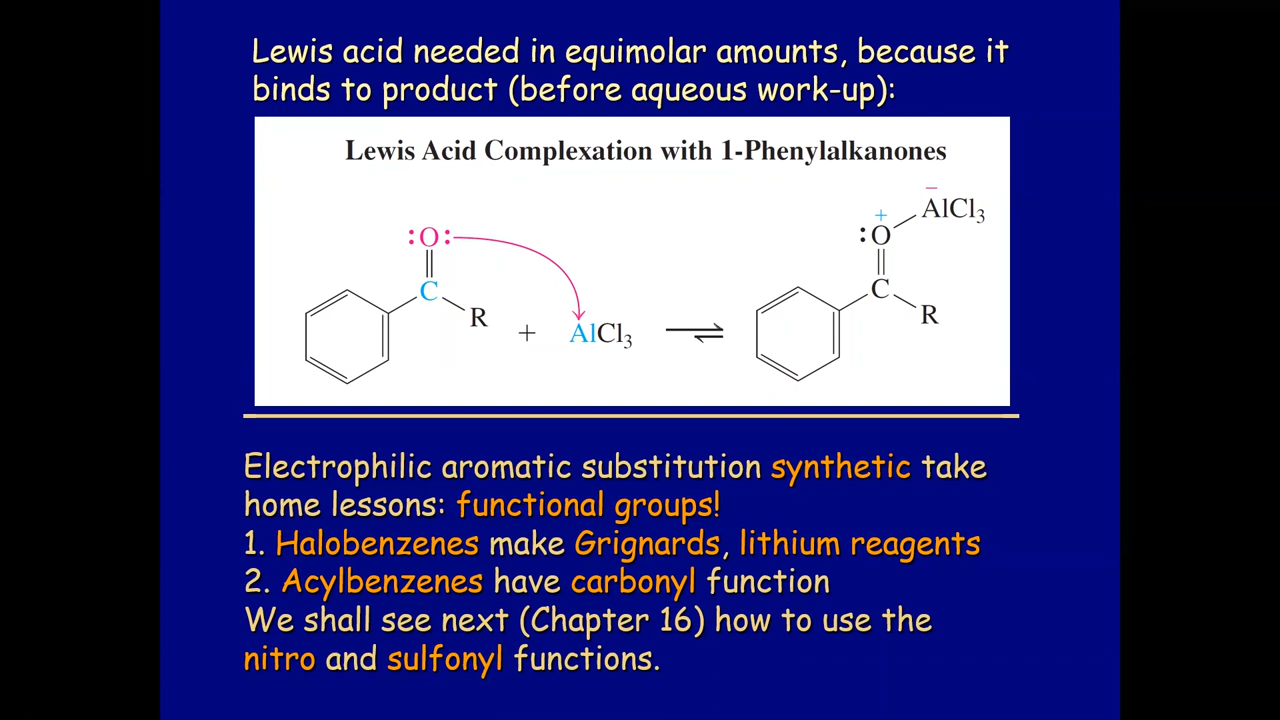 Lewis acid needed in equimolar amounts, because it
binds to product (before aqueous work-up):
Lewis Acid Complexation with 1-Phenylalkanones
:O:
C
R
+
AlCl₃
⇌
−
AlCl₃
+
:O
C
R
Electrophilic aromatic substitution synthetic take
home lessons: functional groups!
1. Halobenzenes make Grignards, lithium reagents
2. Acylbenzenes have carbonyl function
We shall see next (Chapter 16) how to use the
nitro and sulfonyl functions.